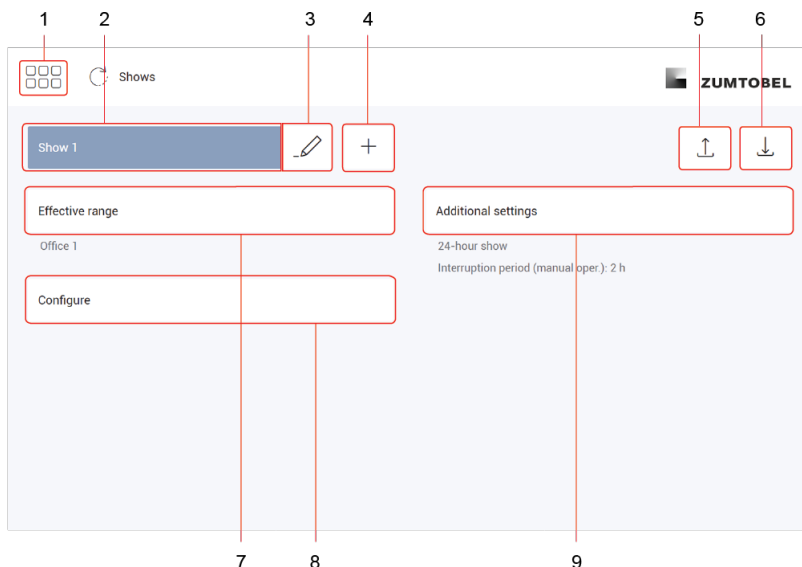 1 2 3 4 5 6
Shows
ZUMTOBEL
Show 1
Effective range
Additional settings
Office 1
24-hour show
Interruption period (manual oper.): 2 h
Configure
7 8 9